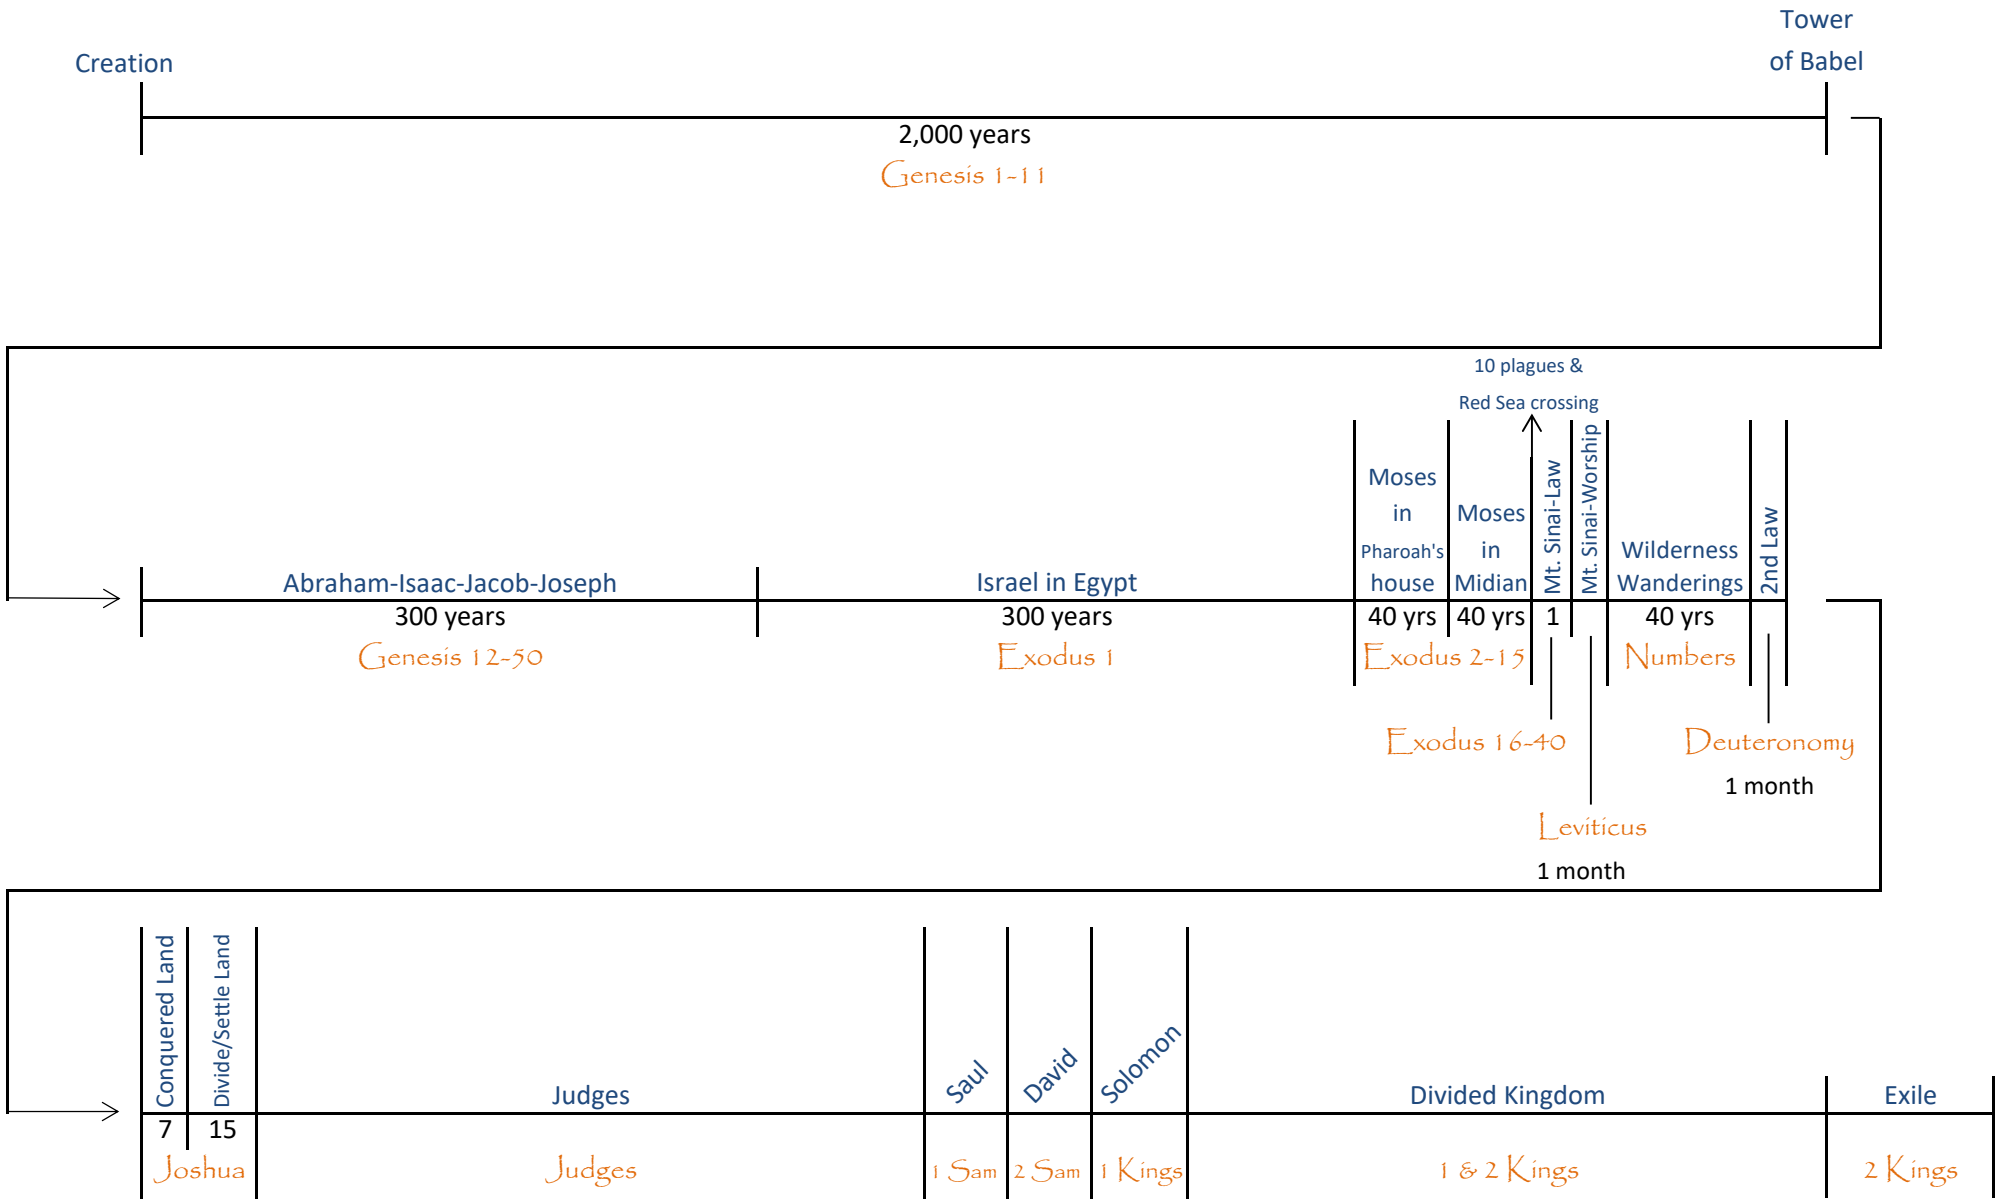 Creation
Tower
of Babel
2,000 years
Genesis 1-11
10 plagues &
Red Sea crossing
Abraham-Isaac-Jacob-Joseph
300 years
Genesis 12-50
Israel in Egypt
300 years
Exodus 1
Moses
in
Pharoah's
house
40 yrs
Moses
in
Midian
40 yrs
Exodus 2-15
Mt. Sinai-Law
1
Exodus 16-40
Mt. Sinai-Worship
Leviticus
1 month
Wilderness
Wanderings
40 yrs
Numbers
2nd Law
Deuteronomy
1 month
Conquered Land
7
Divide/Settle Land
15
Joshua
Judges
Judges
Saul
1 Sam
David
2 Sam
Solomon
1 Kings
Divided Kingdom
1 & 2 Kings
Exile
2 Kings